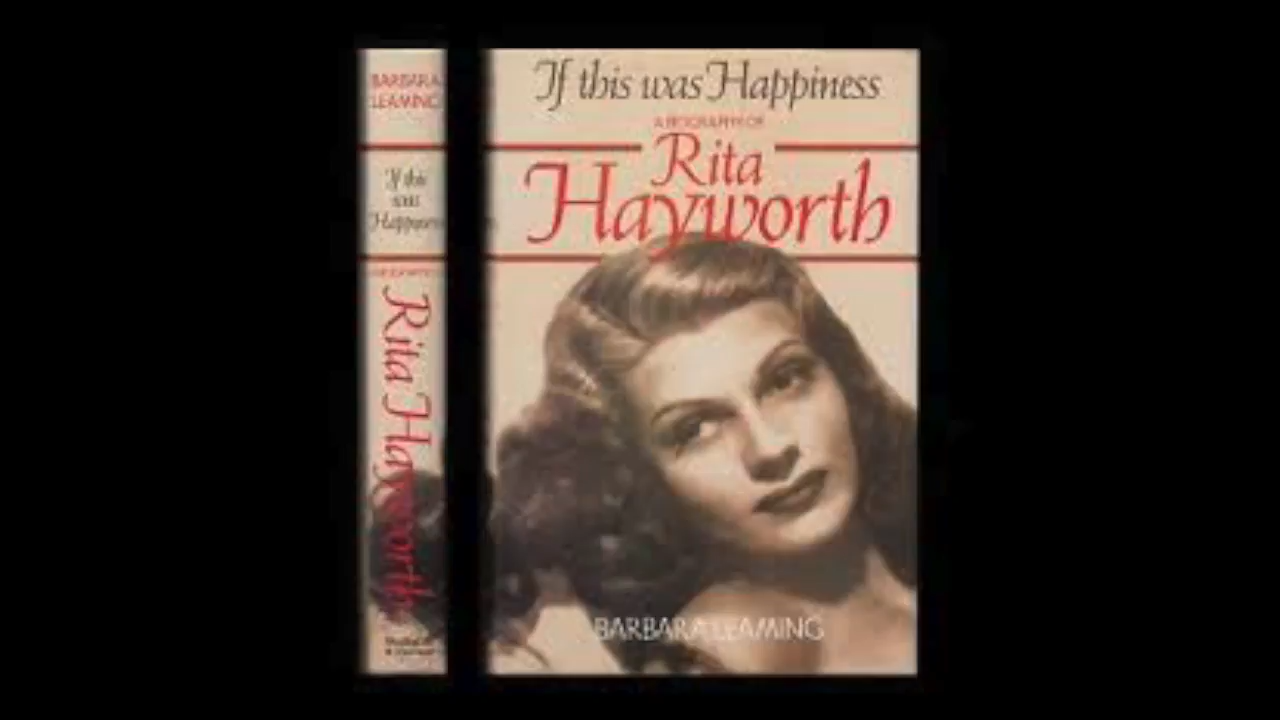 BARBARA
LEAMING
If this
was
Happiness
Rita Hayworth
If this was Happiness
A BIOGRAPHY OF
Rita
Hayworth
BARBARA LEAMING